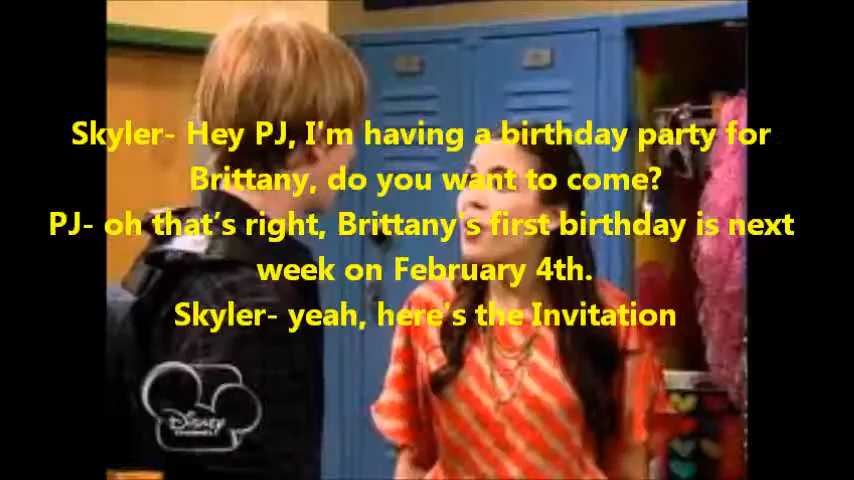 Skyler- Hey PJ, I'm having a birthday party for
Brittany, do you want to come?
PJ- oh that's right, Brittany's first birthday is next
week on February 4th.
Skyler- yeah, here's the Invitation
Disney
CHANNEL